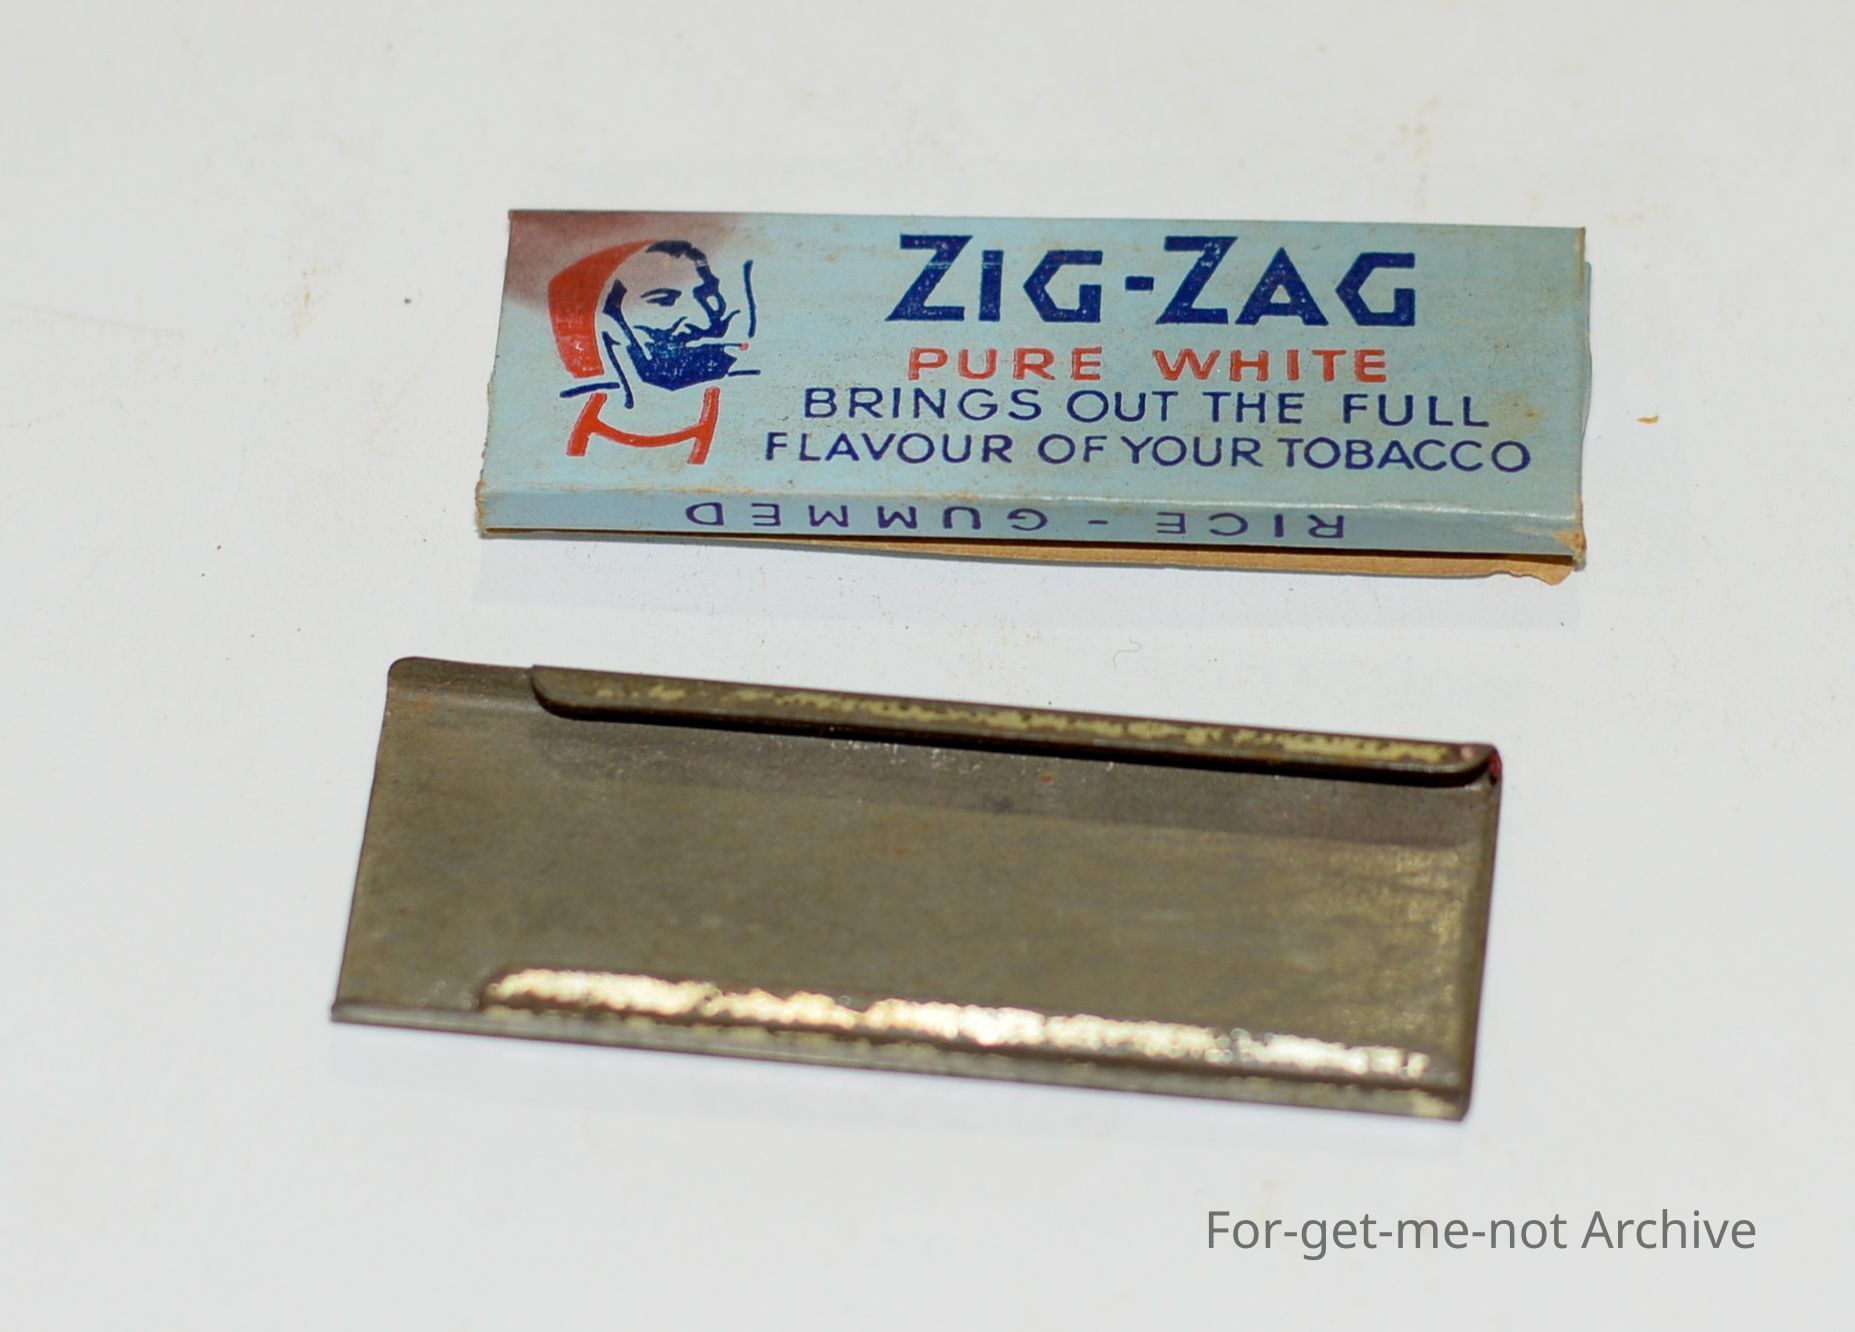 ZIG-ZAG
PURE WHITE
BRINGS OUT THE FULL
FLAVOUR OF YOUR TOBACCO
RICE - GUMMED
For-get-me-not Archive